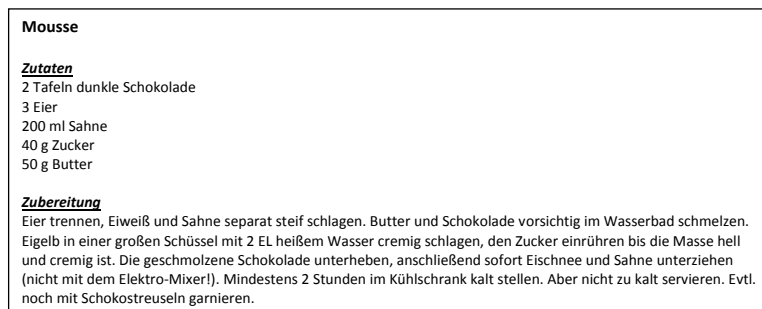 Mousse
Zutaten
2 Tafeln dunkle Schokolade
3 Eier
200 ml Sahne
40 g Zucker
50 g Butter
Zubereitung
Eier trennen, Eiweiß und Sahne separat steif schlagen. Butter und Schokolade vorsichtig im Wasserbad schmelzen.
Eigelb in einer großen Schüssel mit 2 EL heißem Wasser cremig schlagen, den Zucker einrühren bis die Masse hell
und cremig ist. Die geschmolzene Schokolade unterheben, anschließend sofort Eischnee und Sahne unterziehen
(nicht mit dem Elektro-Mixer!). Mindestens 2 Stunden im Kühlschrank kalt stellen. Aber nicht zu kalt servieren. Evtl.
noch mit Schokostreuseln garnieren.